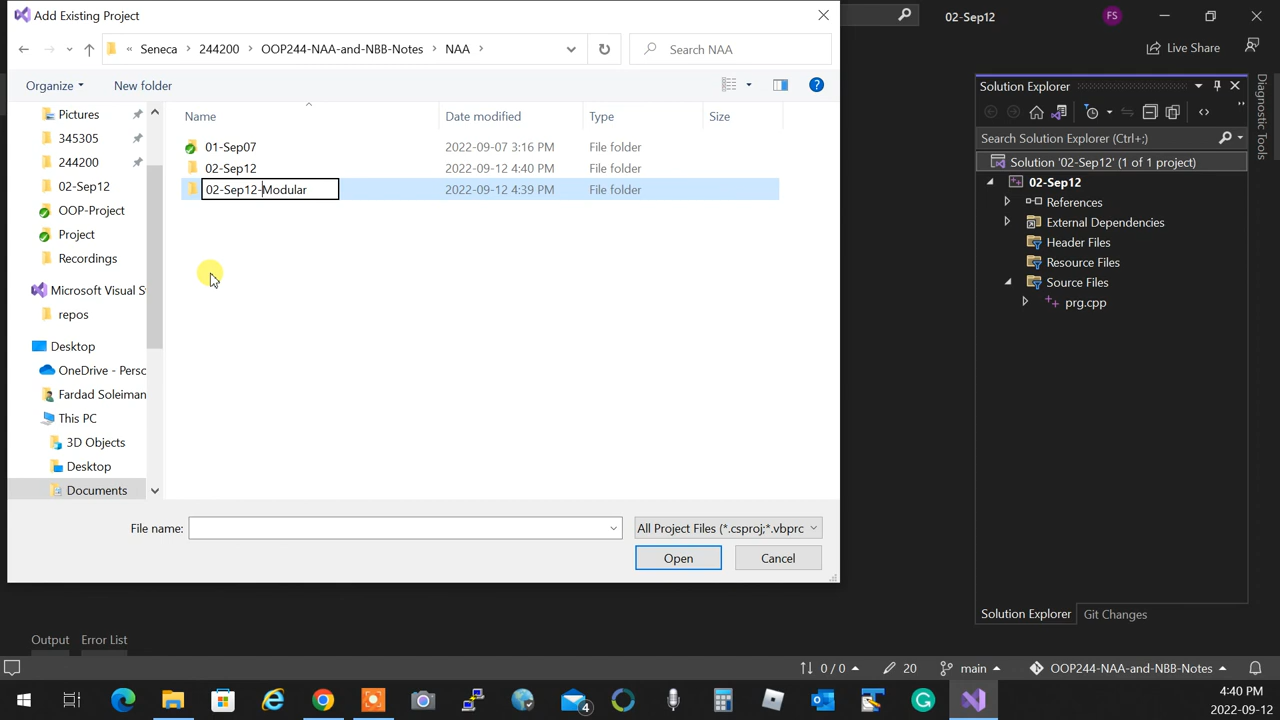 Add Existing Project
« Seneca > 244200 > OOP244-NAA-and-NBB-Notes > NAA >
Search NAA
Organize
New folder
Name
Date modified
Type
Size
01-Sep07
2022-09-07 3:16 PM
File folder
02-Sep12
2022-09-12 4:40 PM
File folder
02-Sep12-Modular
2022-09-12 4:39 PM
File folder
Pictures
345305
244200
02-Sep12
OOP-Project
Project
Recordings
Microsoft Visual S
repos
Desktop
OneDrive - Perso
Fardad Soleiman
This PC
3D Objects
Desktop
Documents
File name:
All Project Files (*.csproj;*.vbprc
Open
Cancel
02-Sep12
FS
Live Share
Solution Explorer
Search Solution Explorer (Ctrl+;)
Solution '02-Sep12' (1 of 1 project)
02-Sep12
References
External Dependencies
Header Files
Resource Files
Source Files
prg.cpp
Solution Explorer
Git Changes
Diagnostic Tools
Output
Error List
0 / 0
20
main
OOP244-NAA-and-NBB-Notes
4
4:40 PM
2022-09-12